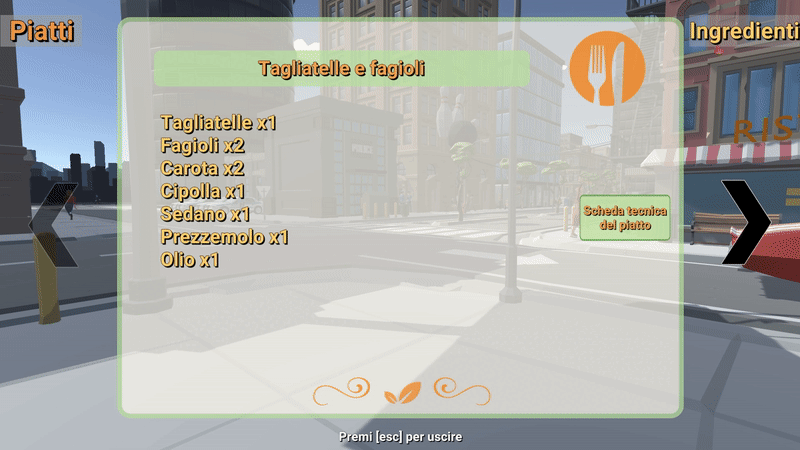 Piatti
Ingredienti
Tagliatelle e fagioli
Tagliatelle x1
Fagioli x2
Carota x2
Cipolla x1
Sedano x1
Prezzemolo x1
Olio x1
Scheda tecnica
del piatto
RIS
Premi [esc] per uscire